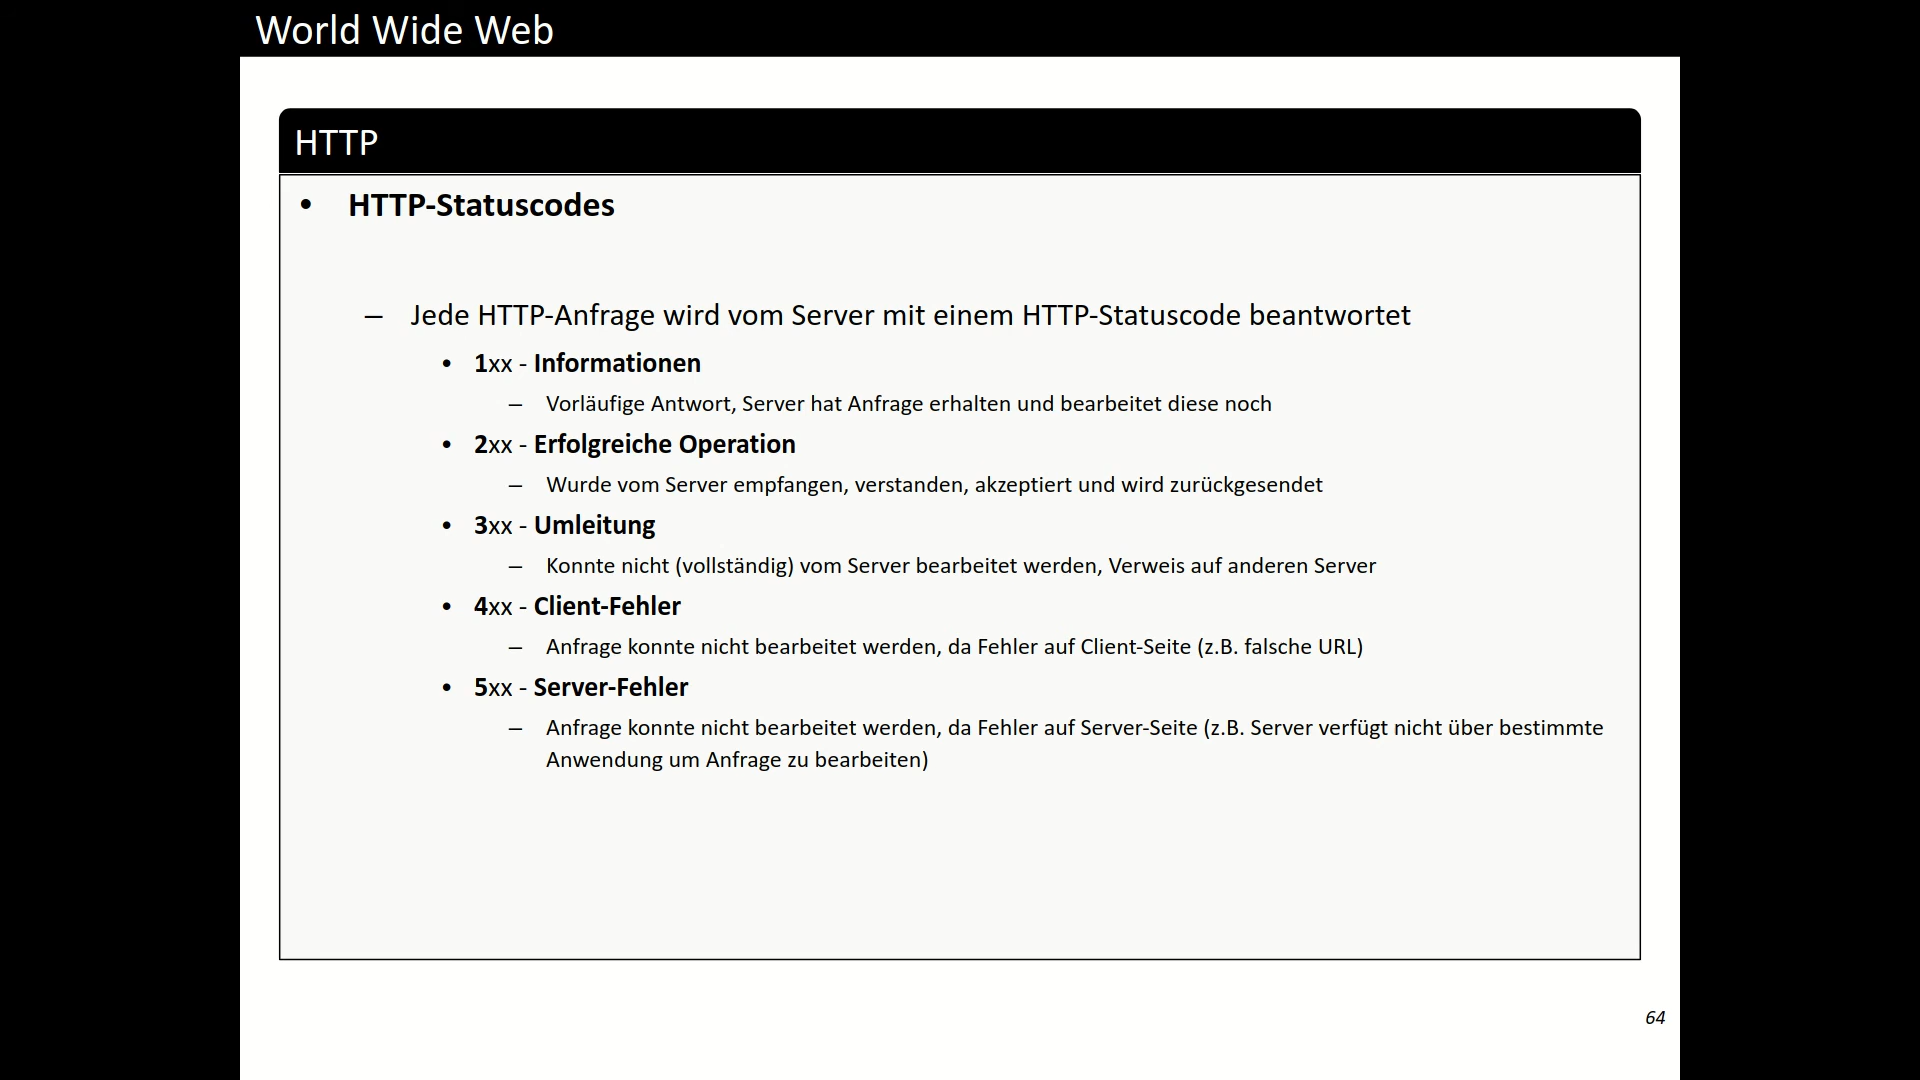 World Wide Web
HTTP
• HTTP-Statuscodes
– Jede HTTP-Anfrage wird vom Server mit einem HTTP-Statuscode beantwortet
• 1xx - Informationen
– Vorläufige Antwort, Server hat Anfrage erhalten und bearbeitet diese noch
• 2xx - Erfolgreiche Operation
– Wurde vom Server empfangen, verstanden, akzeptiert und wird zurückgesendet
• 3xx - Umleitung
– Konnte nicht (vollständig) vom Server bearbeitet werden, Verweis auf anderen Server
• 4xx - Client-Fehler
– Anfrage konnte nicht bearbeitet werden, da Fehler auf Client-Seite (z.B. falsche URL)
• 5xx - Server-Fehler
– Anfrage konnte nicht bearbeitet werden, da Fehler auf Server-Seite (z.B. Server verfügt nicht über bestimmte
Anwendung um Anfrage zu bearbeiten)
64